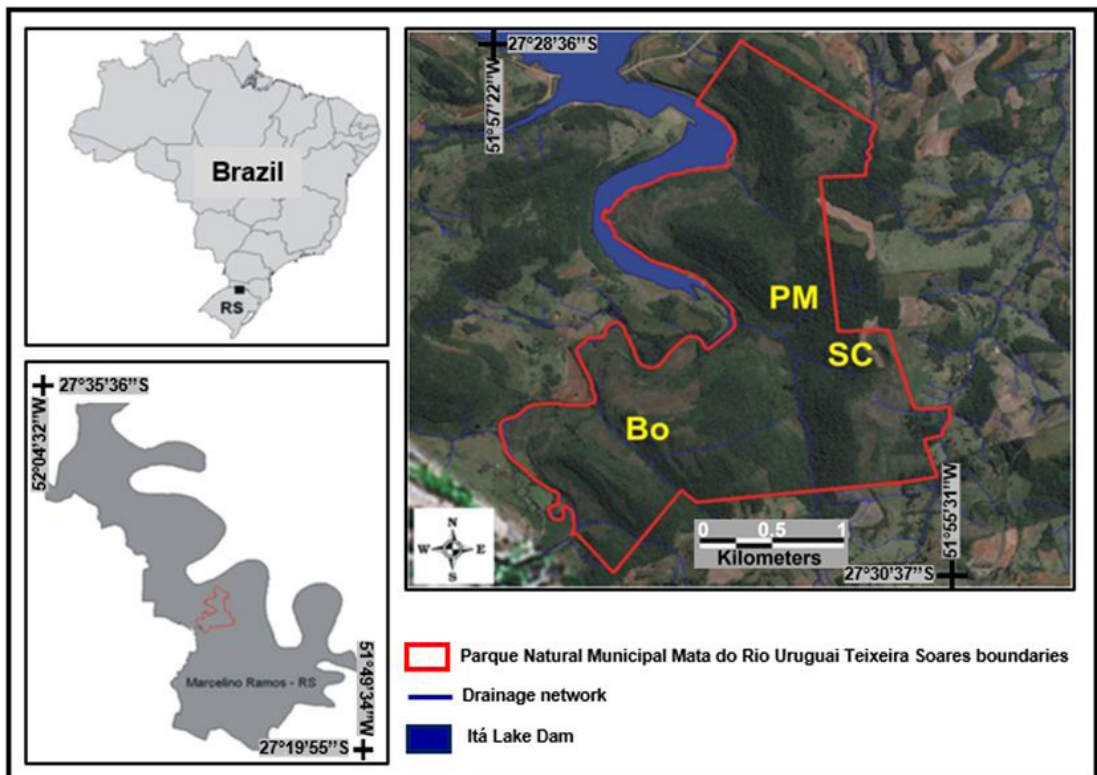 Brazil
RS
27°35'36''S
52°04'32''W
Marcelino Ramos - RS
51°49'34''W
27°19'55''S
27°28'36''S
51°57'22''W
PM
SC
Bo
N
W E
S
0 0.5 1
Kilometers
51°55'31''W
27°30'37''S
Parque Natural Municipal Mata do Rio Uruguai Teixeira Soares boundaries
Drainage network
Itá Lake Dam